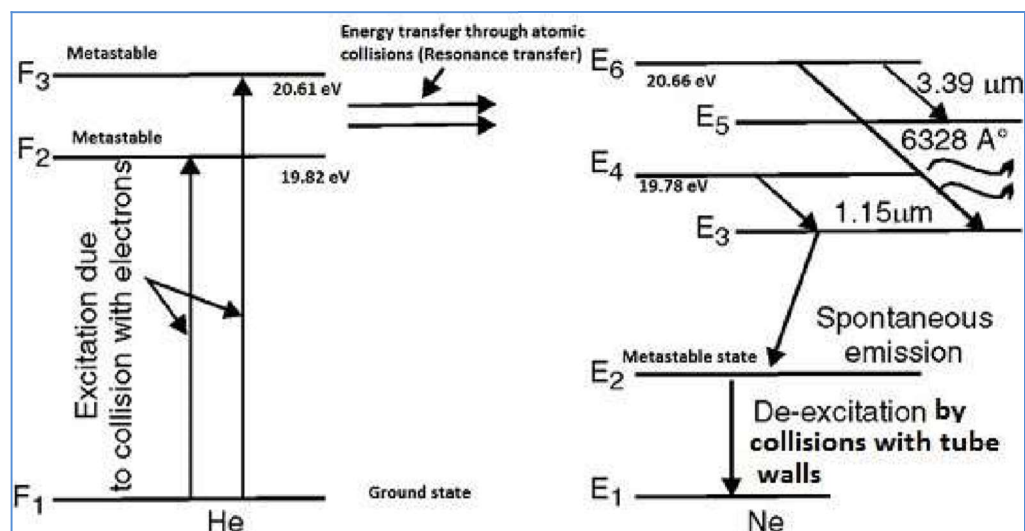 Energy transfer through atomic
collisions (Resonance transfer)
Metastable
F3
20.61 eV
Metastable
F2
19.82 eV
Excitation due
to collision with electrons
F1
Ground state
He
E6
20.66 eV
3.39 µm
E5
6328 A°
E4
19.78 eV
1.15µm
E3
Spontaneous
emission
Metastable state
E2
De-excitation by
collisions with tube
walls
E1
Ne